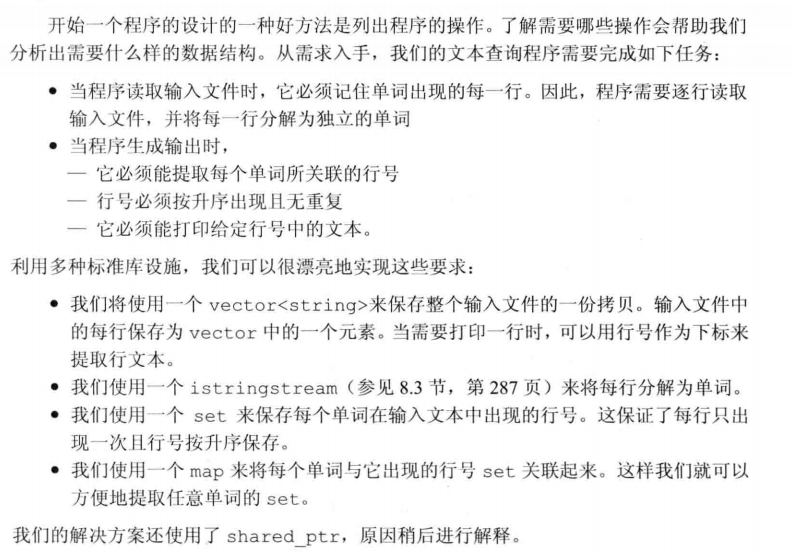 开始一个程序的设计的一种好方法是列出程序的操作。了解需要哪些操作会帮助我们
分析出需要什么样的数据结构。从需求入手，我们的文本查询程序需要完成如下任务：
● 当程序读取输入文件时，它必须记住单词出现的每一行。因此，程序需要逐行读取
输入文件，并将每一行分解为独立的单词
● 当程序生成输出时，
— 它必须能提取每个单词所关联的行号
— 行号必须按升序出现且无重复
— 它必须能打印给定行号中的文本。
利用多种标准库设施，我们可以很漂亮地实现这些要求：
● 我们将使用一个 vector<string>来保存整个输入文件的一份拷贝。输入文件中
的每行保存为 vector 中的一个元素。当需要打印一行时，可以用行号作为下标来
提取行文本。
● 我们使用一个 istringstream（参见 8.3 节，第 287 页）来将每行分解为单词。
● 我们使用一个 set 来保存每个单词在输入文本中出现的行号。这保证了每行只出
现一次且行号按升序保存。
● 我们使用一个 map 来将每个单词与它出现的行号 set 关联起来。这样我们就可以
方便地提取任意单词的 set。
我们的解决方案还使用了 shared_ptr，原因稍后进行解释。